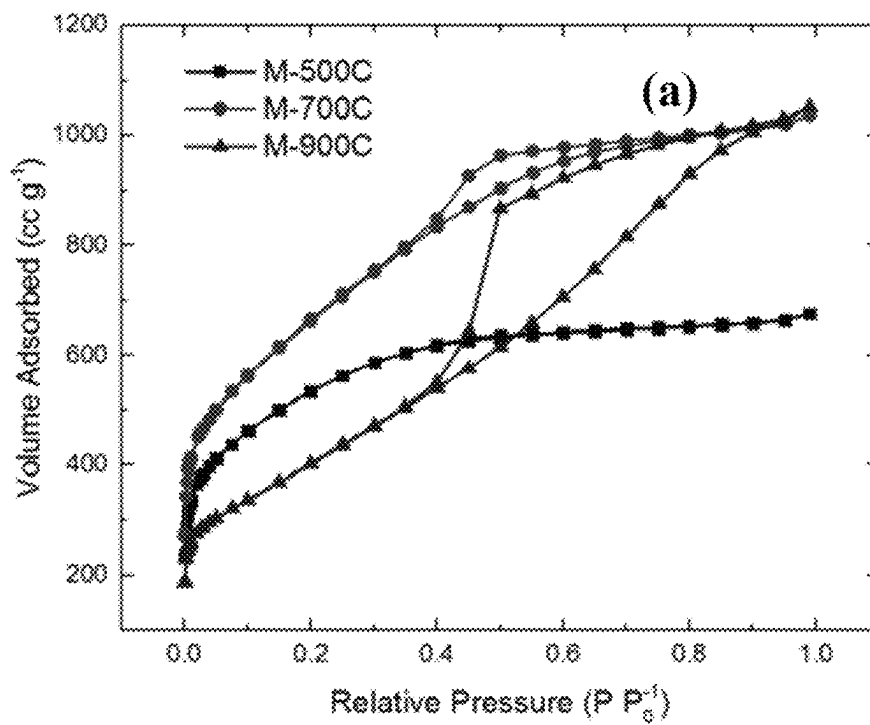 1200
1000
800
600
400
200
Volume Adsorbed (cc g⁻¹)
M-500C
M-700C
M-900C
(a)
0.0 0.2 0.4 0.6 0.8 1.0
Relative Pressure (P P₀⁻¹)